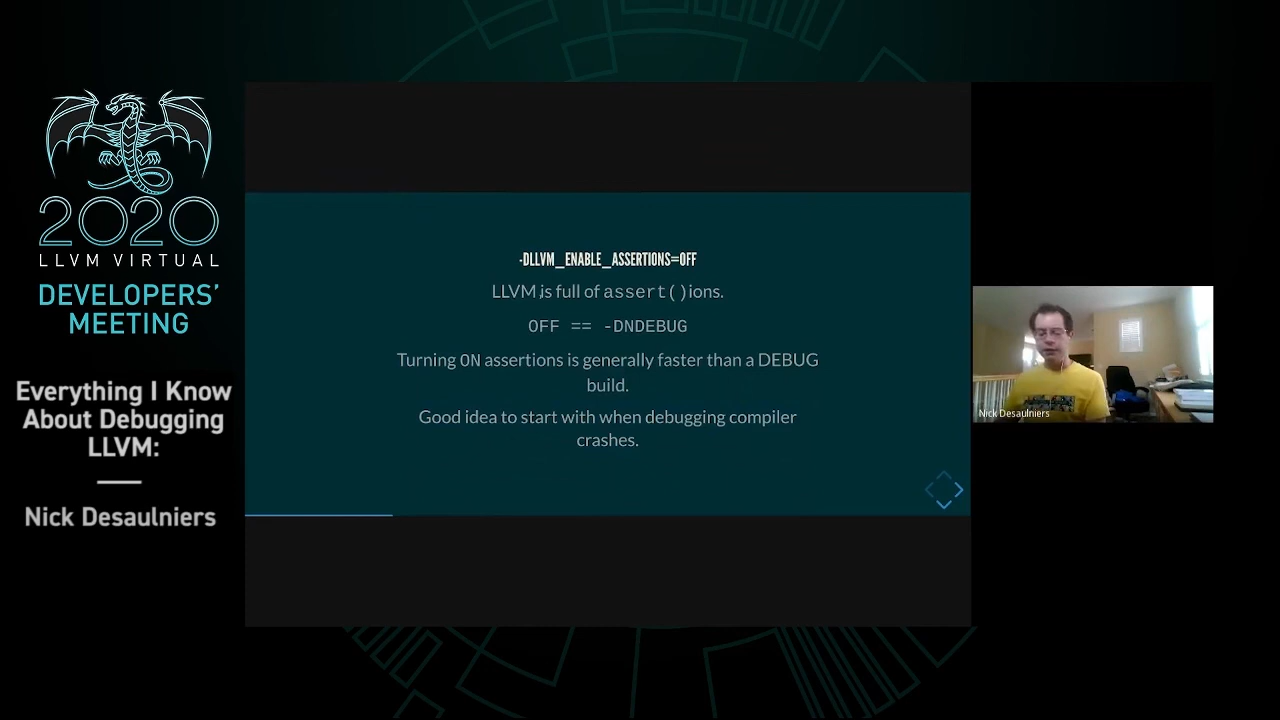 2020
LLVM VIRTUAL
DEVELOPERS'
MEETING
Everything I Know
About Debugging
LLVM:
Nick Desaulniers
-DLLVM_ENABLE_ASSERTIONS=OFF
LLVM is full of assert()ions.
OFF == -DNDEBUG
Turning ON assertions is generally faster than a DEBUG
build.
Good idea to start with when debugging compiler
crashes.
Nick Desaulniers